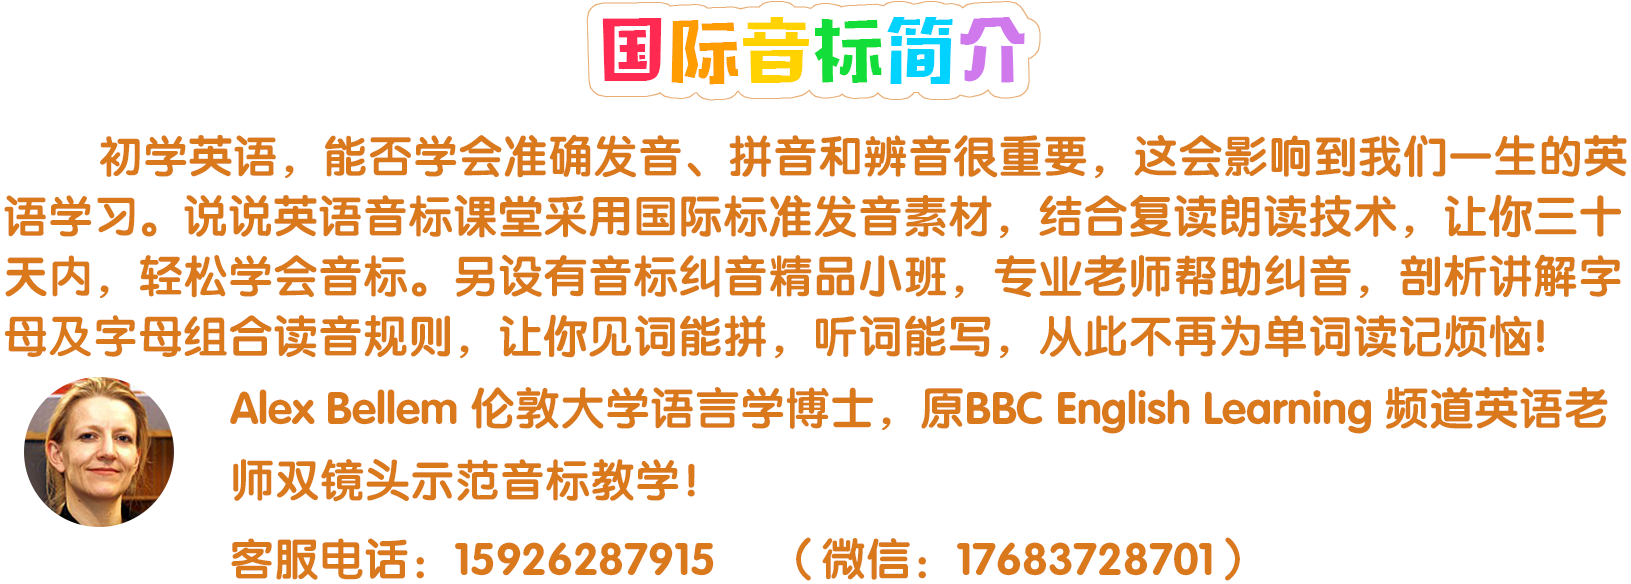 国际音标简介
初学英语，能否学会准确发音、拼音和辨音很重要，这会影响到我们一生的英
语学习。说说英语音标课堂采用国际标准发音素材，结合复读朗读技术，让你三十
天内，轻松学会音标。另设有音标纠音精品小班，专业老师帮助纠音，剖析讲解字
母及字母组合读音规则，让你见词能拼，听词能写，从此不再为单词读记烦恼!
Alex Bellem 伦敦大学语言学博士，原BBC English Learning 频道英语老
师双镜头示范音标教学！
客服电话：15926287915 （微信：17683728701）